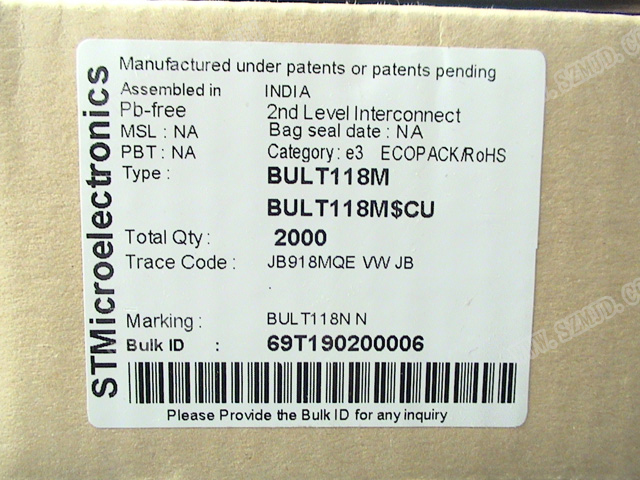 STMicroelectronics
Manufactured under patents or patents pending
Assembled in INDIA
Pb-free 2nd Level Interconnect
MSL : NA Bag seal date : NA
PBT : NA Category : e3 ECOPACK/RoHS
Type : BULT118M
BULT118M$CU
Total Qty : 2000
Trace Code : JB918MQE VW JB
Marking : BULT118N N
Bulk ID : 69T190200006
Please Provide the Bulk ID for any inquiry